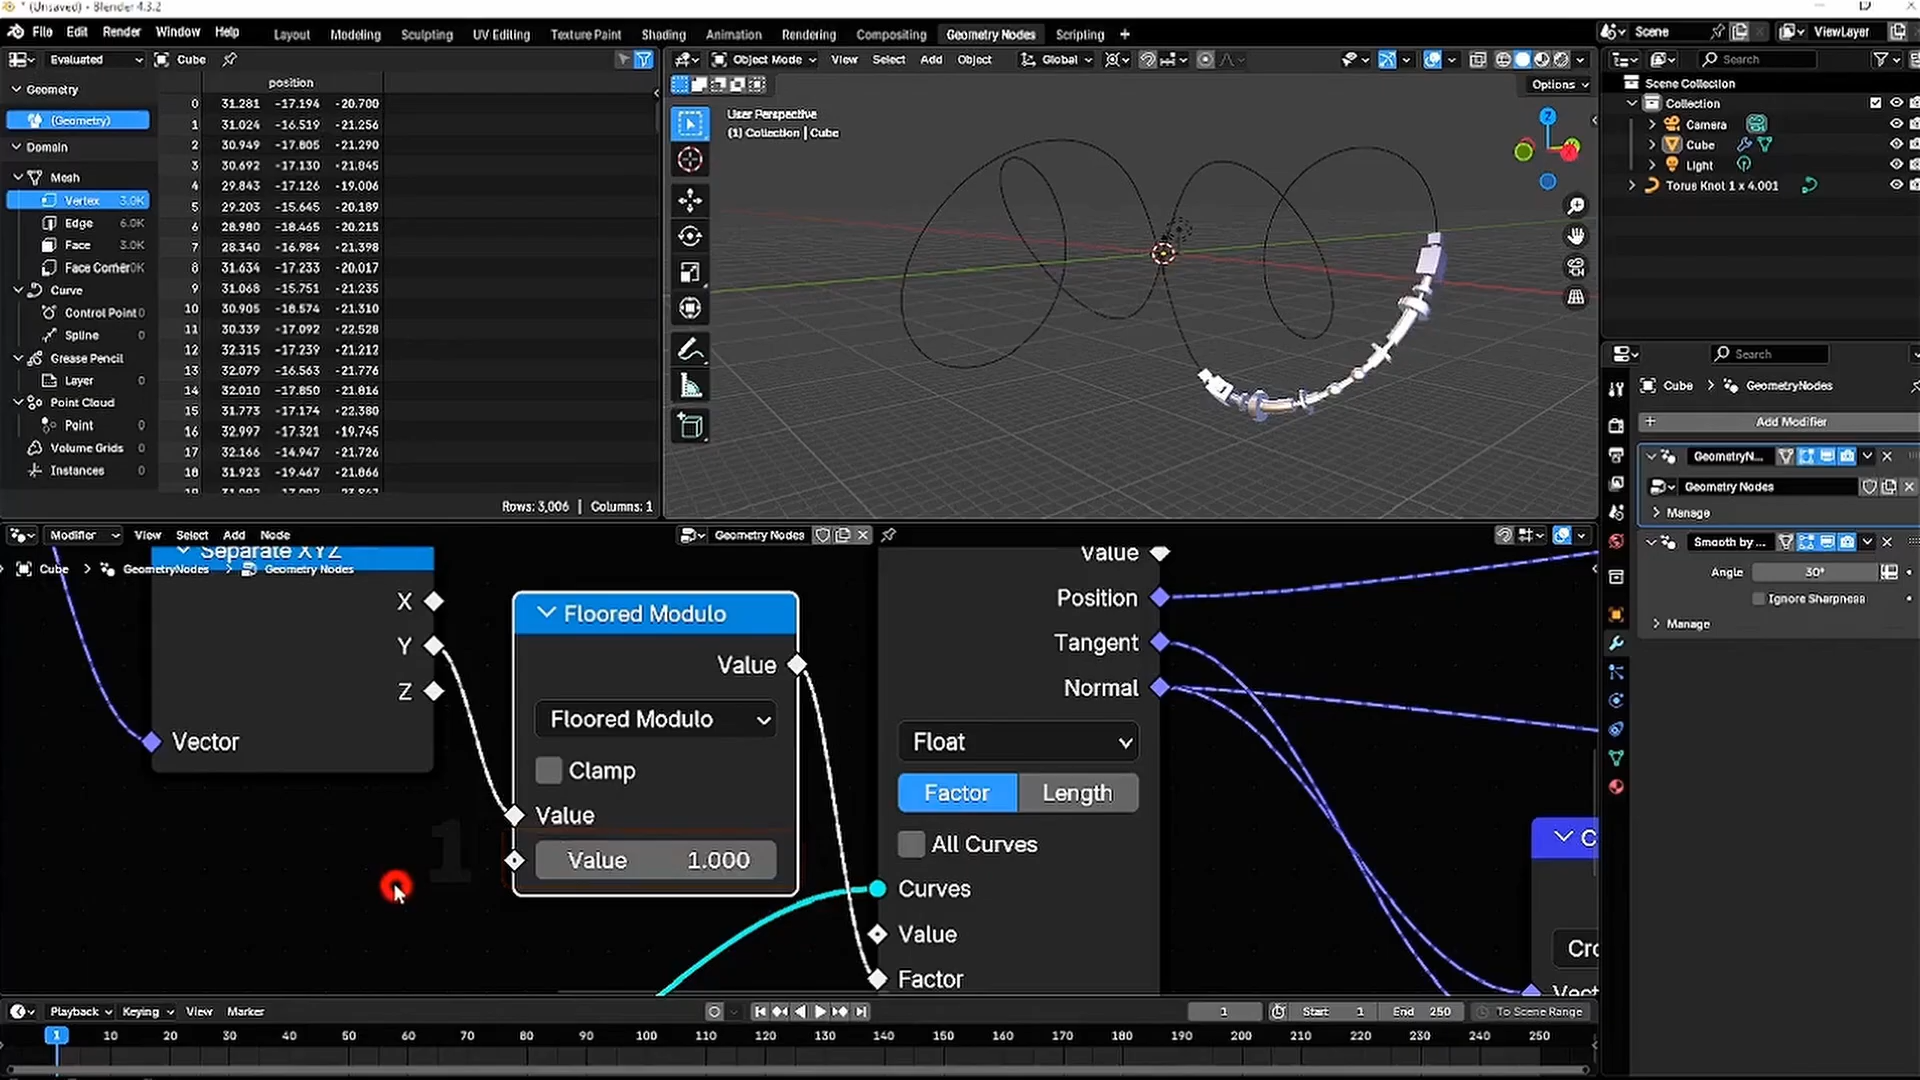 * (Unsaved) - Blender 4.3.2
File Edit Render Window Help Layout Modeling Sculpting UV Editing Texture Paint Shading Animation Rendering Compositing Geometry Nodes Scripting + Scene ViewLayer
Evaluated Cube
position
Geometry
(Geometry)
Domain
Mesh
Vertex 3.0K
Edge 6.0K
Face 3.0K
Face Corner
Curve
Control Point 0
Spline 0
Grease Pencil
Layer 0
Point Cloud
Point 0
Volume Grids 0
Instances 0
0 31.281 -17.194 -20.700
1 31.024 -16.519 -21.256
2 30.949 -17.805 -21.290
3 30.692 -17.130 -21.845
4 29.843 -17.126 -19.006
5 29.203 -15.645 -20.189
6 28.980 -18.465 -20.215
7 28.340 -16.984 -21.398
8 31.634 -17.233 -20.017
9 31.068 -15.751 -21.235
10 30.905 -18.574 -21.310
11 30.339 -17.092 -22.528
12 32.315 -17.239 -21.212
13 32.079 -16.563 -21.776
14 32.010 -17.850 -21.816
15 31.773 -17.174 -22.380
16 32.997 -17.321 -19.745
17 32.166 -14.947 -21.726
18 31.923 -19.467 -21.866
Rows: 3,006 | Columns: 1
Object Mode View Select Add Object Global
Options
User Perspective
(1) Collection | Cube
Z
Search
Scene Collection
Collection
Camera
Cube
Light
Torus Knot 1 x 4.001
Search
Cube > GeometryNodes
+ Add Modifier
GeometryN...
Geometry Nodes
Manage
Smooth by ...
Angle 30°
Ignore Sharpness
Manage
Modifier View Select Add Node Geometry Nodes
Cube > GeometryNodes > Geometry Nodes
Separate XYZ
X
Y
Z
Vector
Floored Modulo
Value
Floored Modulo
Clamp
Value
Value 1.000
1
Value
Position
Tangent
Normal
Float
Factor Length
All Curves
Curves
Value
Factor
C
Cro
Vect
Playback Keying View Marker 1 Start 1 End 250 To Scene Range
1 10 20 30 40 50 60 70 80 90 100 110 120 130 140 150 160 170 180 190 200 210 220 230 240 250